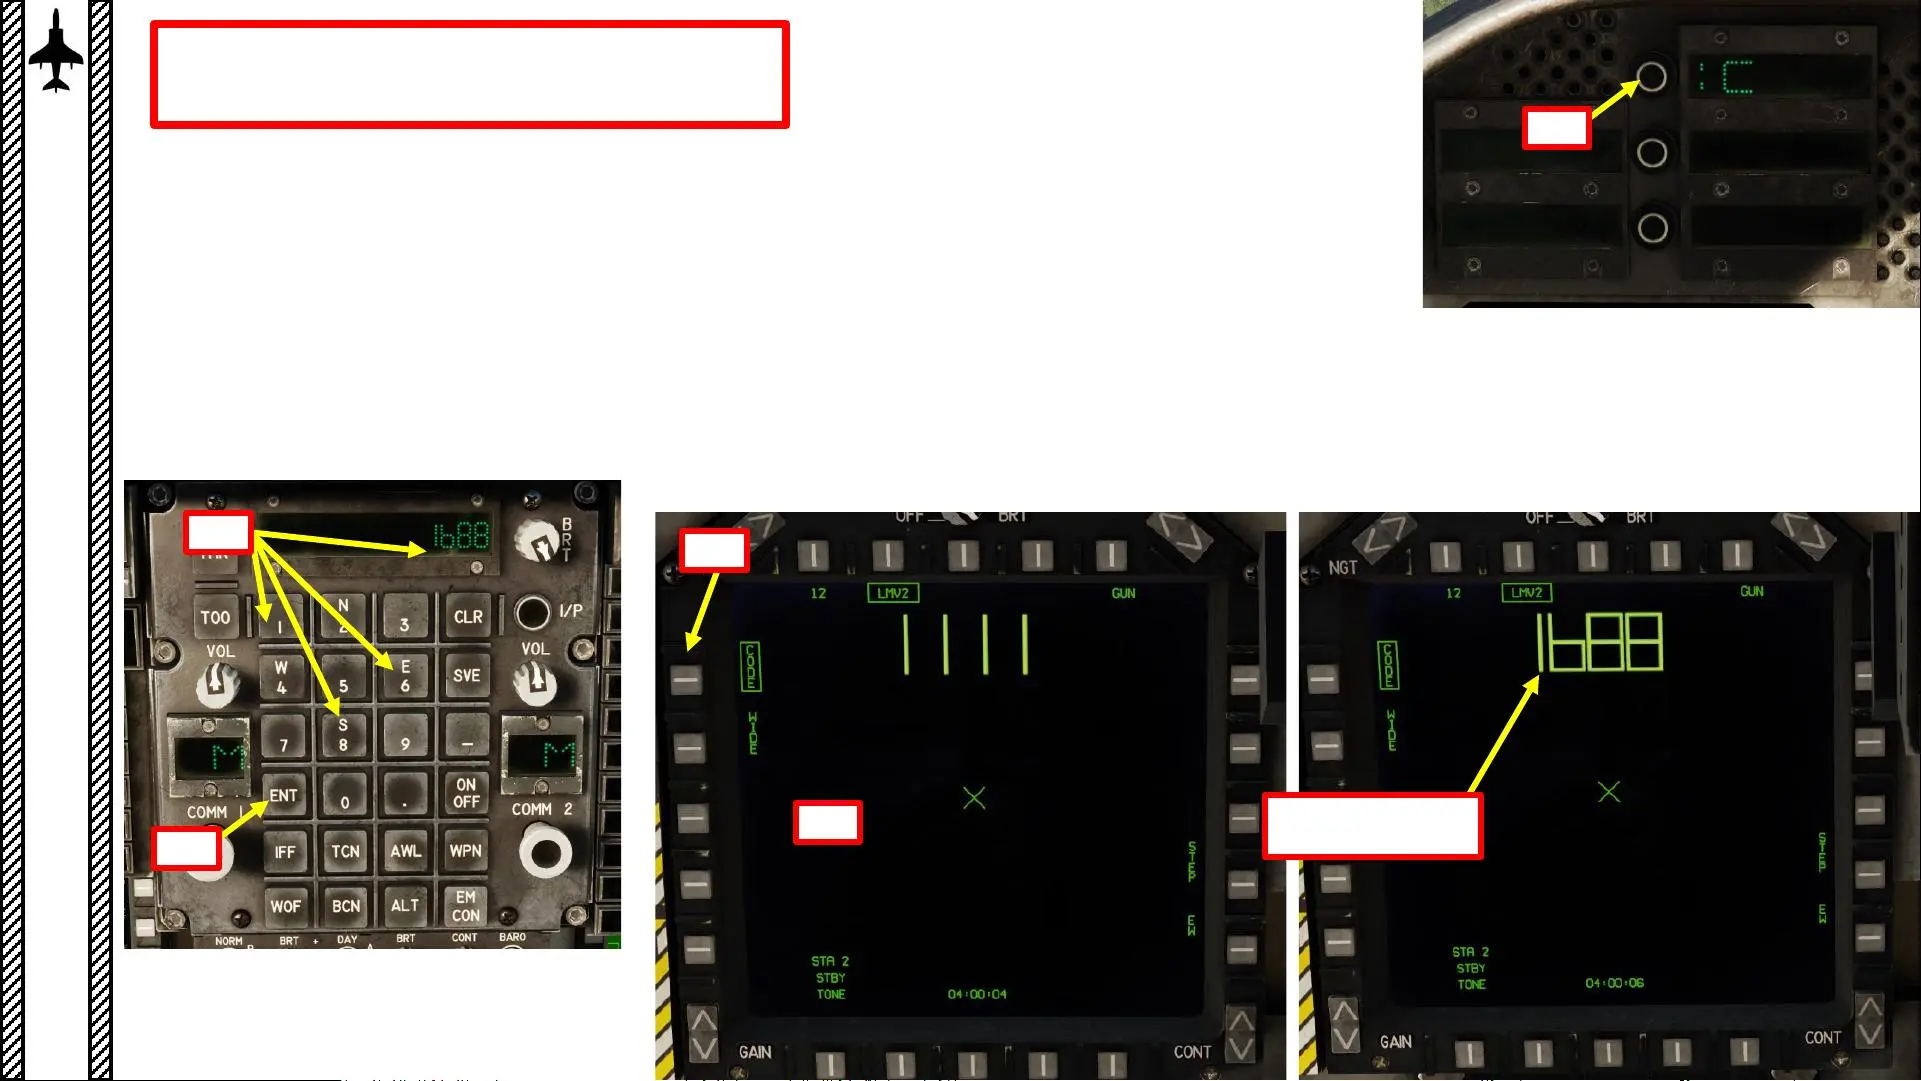 :C
1688
B
R
T
TOO
1
N
2
3
CLR
I/P
VOL
W
4
5
E
6
SVE
VOL
7
S
8
9
-
M
M
ENT
0
.
ON
OFF
COMM 1
COMM 2
IFF
TCN
AWL
WPN
WOF
BCN
ALT
EM
CON
NORM
BRT
+
DAY
BRT
CONT
BARO
OFF
BRT
12
LMV2
GUN
1111
CODE
WIDE
STEP
EW
STA 2
STBY
TONE
04:00:04
GAIN
CONT
OFF
BRT
NGT
12
LMV2
GUN
1688
CODE
WIDE
STEP
EW
STA 2
STBY
TONE
04:00:06
GAIN
CONT